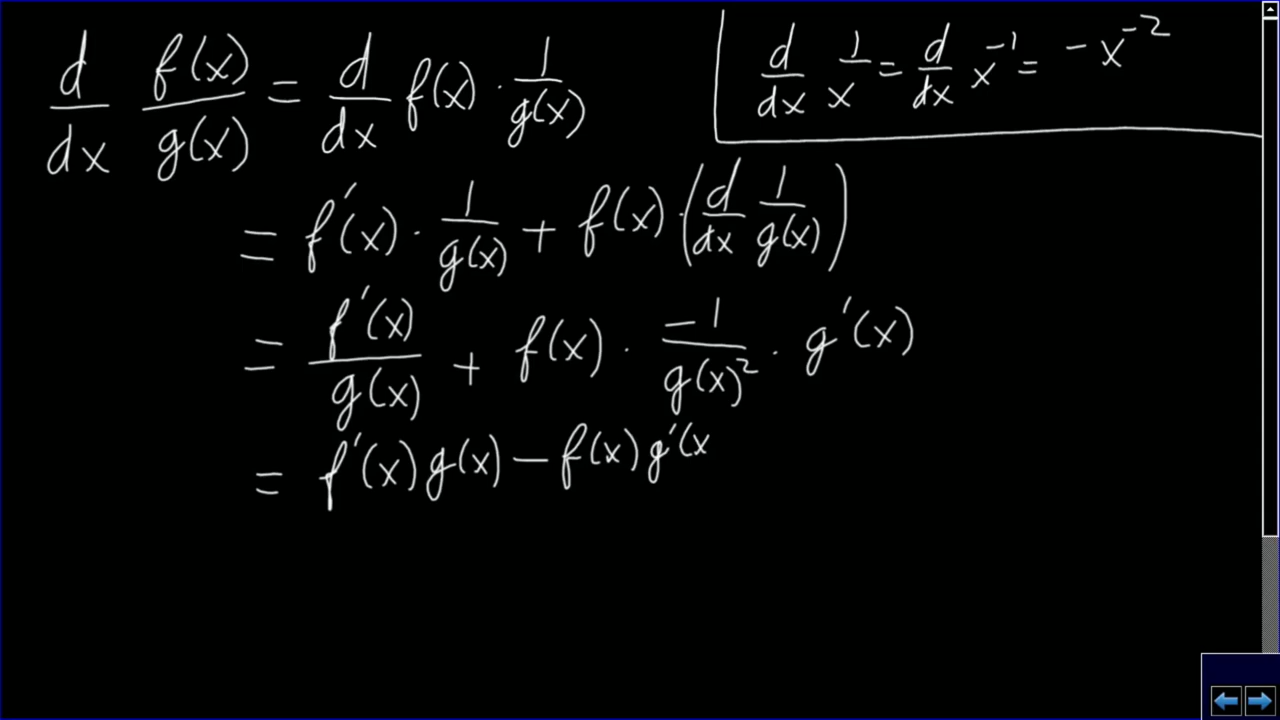 d/dx f(x)/g(x) = d/dx f(x) · 1/g(x)
d/dx 1/x = d/dx x⁻¹ = -x⁻²
= f'(x) · 1/g(x) + f(x) · (d/dx 1/g(x))
= f'(x)/g(x) + f(x) · -1/g(x)² · g'(x)
= f'(x)g(x) - f(x)g'(x